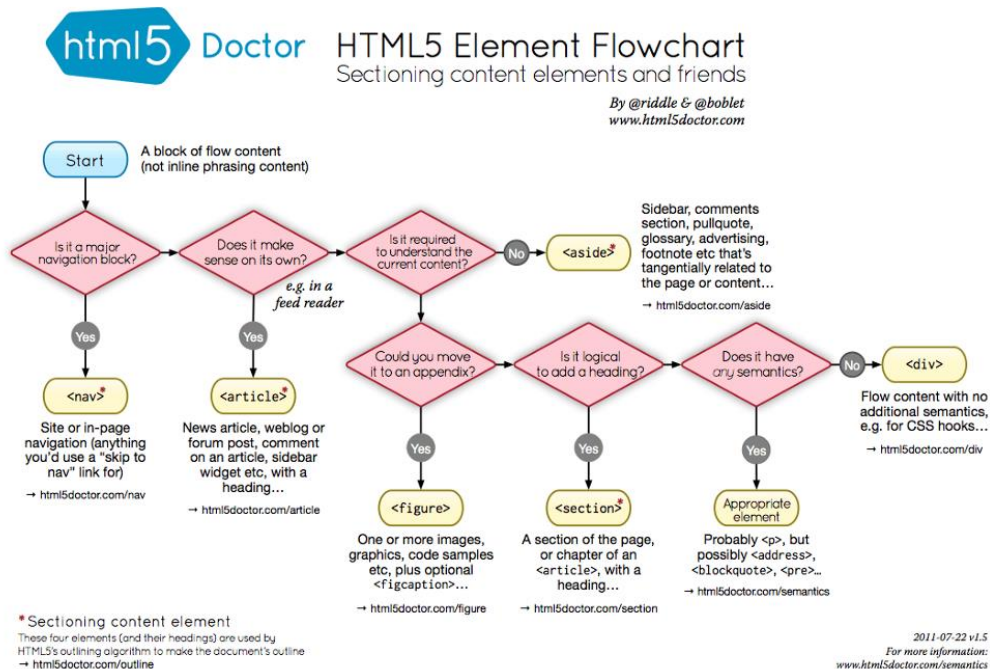 html5 Doctor
HTML5 Element Flowchart
Sectioning content elements and friends
By @riddle & @boblet
www.html5doctor.com
Start
A block of flow content
(not inline phrasing content)
Is it a major
navigation block?
Does it make
sense on its own?
e.g. in a
feed reader
Is it required
to understand the
current content?
No
<aside>*
Sidebar, comments
section, pullquote,
glossary, advertising,
footnote etc that's
tangentially related to
the page or content...
→ html5doctor.com/aside
Yes
<nav>*
Site or in-page
navigation (anything
you'd use a "skip to
nav" link for)
→ html5doctor.com/nav
Yes
<article>*
News article, weblog or
forum post, comment
on an article, sidebar
widget etc, with a
heading...
→ html5doctor.com/article
Could you move
it to an appendix?
Is it logical
to add a heading?
Does it have
any semantics?
No
<div>
Flow content with no
additional semantics,
e.g. for CSS hooks...
→ html5doctor.com/div
Yes
<figure>
One or more images,
graphics, code samples
etc, plus optional
<figcaption>...
→ html5doctor.com/figure
Yes
<section>*
A section of the page,
or chapter of an
<article>, with a
heading...
→ html5doctor.com/section
Yes
Appropriate
element
Probably <p>, but
possibly <address>,
<blockquote>, <pre>...
→ html5doctor.com/semantics
* Sectioning content element
These four elements (and their headings) are used by
HTML5's outlining algorithm to make the document's outline
→ html5doctor.com/outline
2011-07-22 v1.5
For more information:
www.html5doctor.com/semantics